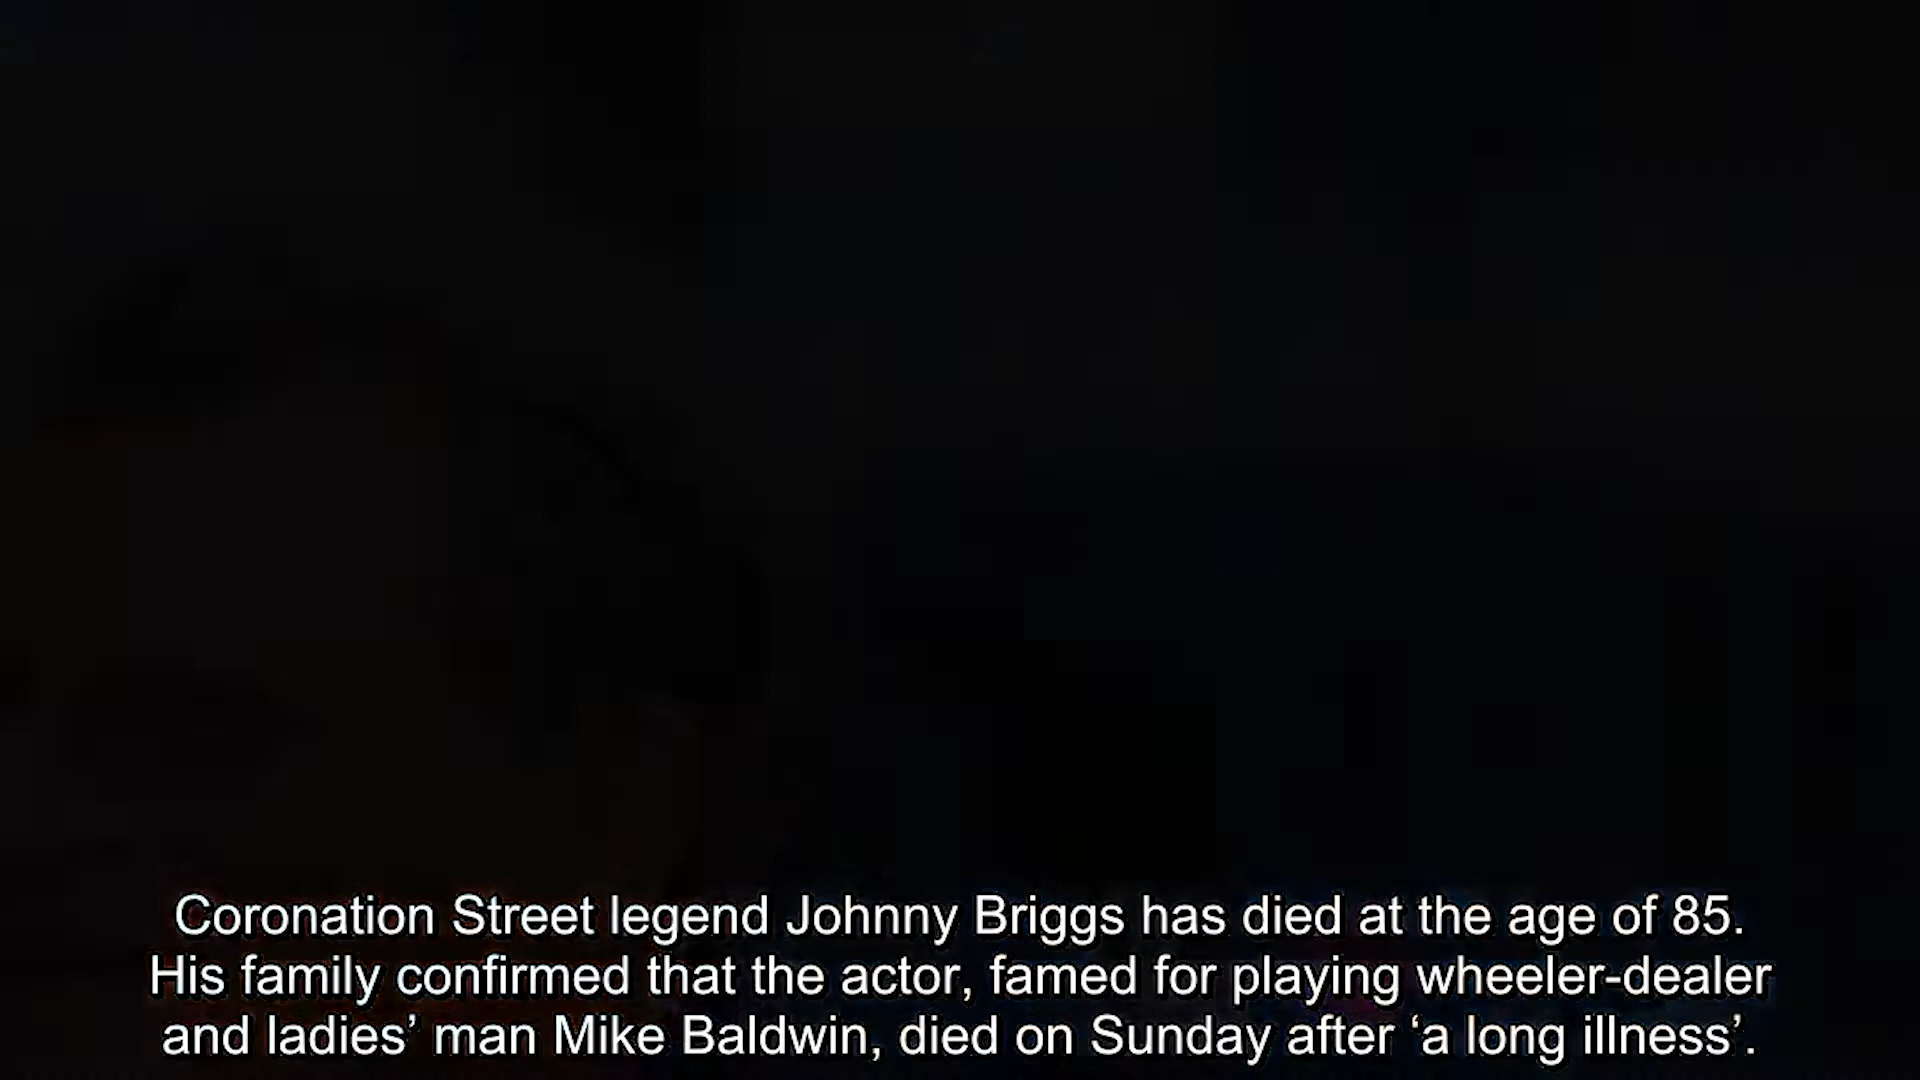 Coronation Street legend Johnny Briggs has died at the age of 85.
His family confirmed that the actor, famed for playing wheeler-dealer
and ladies’ man Mike Baldwin, died on Sunday after ‘a long illness’.